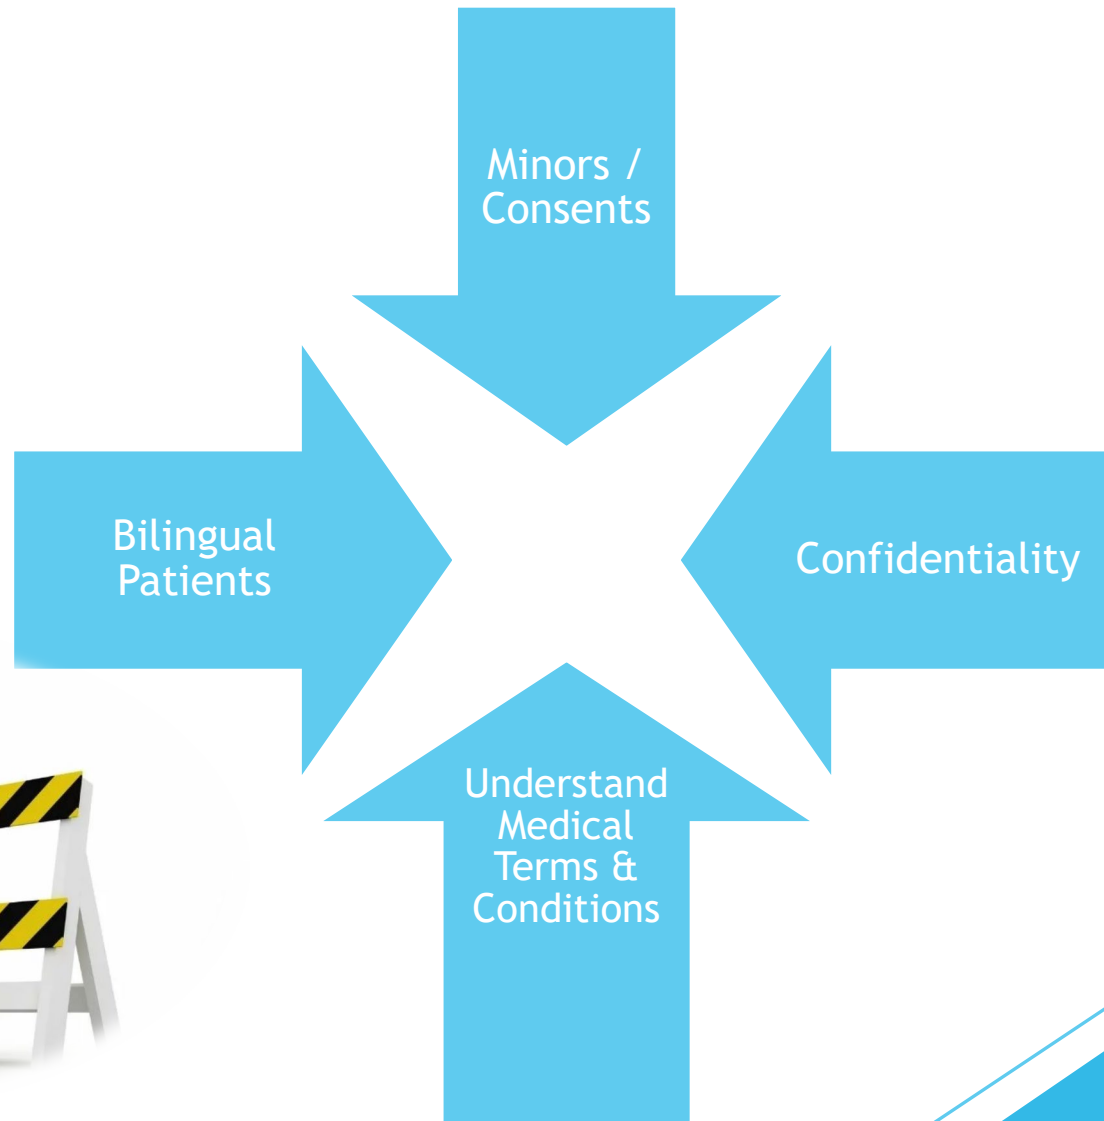 Minors /
Consents
Bilingual
Patients
Confidentiality
Understand
Medical
Terms &
Conditions